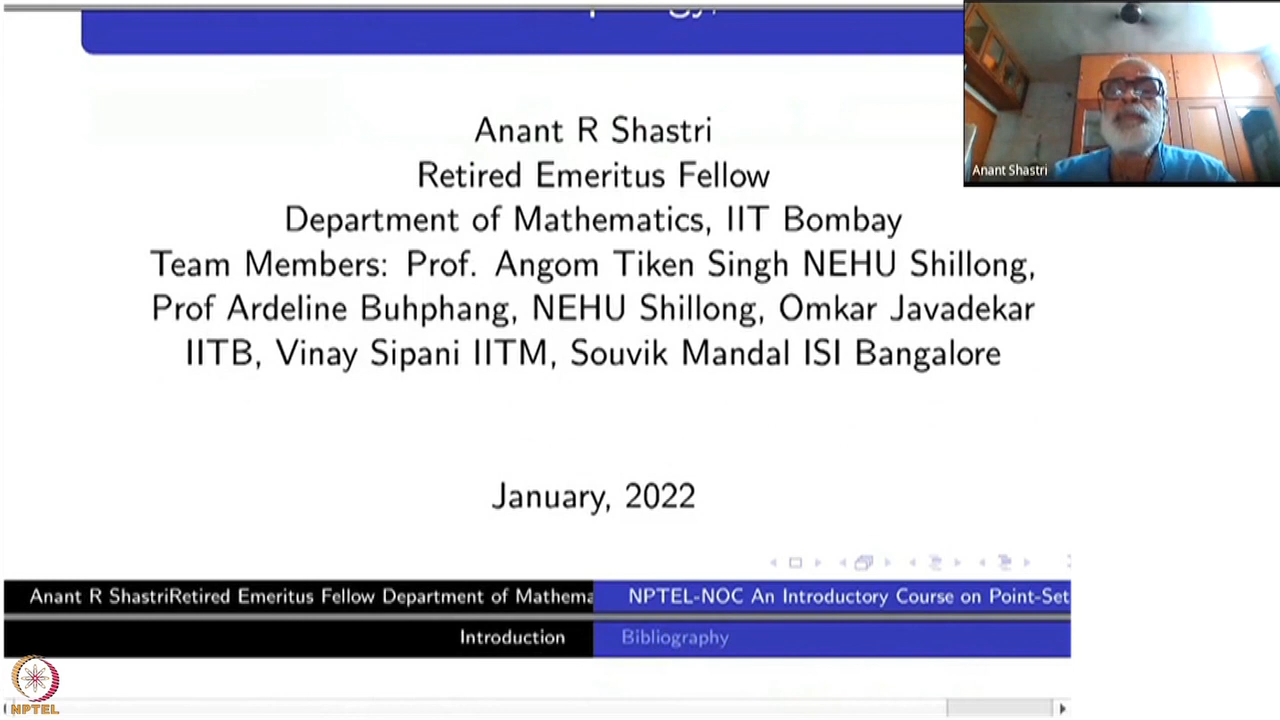 Anant R Shastri
Retired Emeritus Fellow
Department of Mathematics, IIT Bombay
Team Members: Prof. Angom Tiken Singh NEHU Shillong,
Prof Ardeline Buhphang, NEHU Shillong, Omkar Javadekar
IITB, Vinay Sipani IITM, Souvik Mandal ISI Bangalore
January, 2022
Anant R ShastriRetired Emeritus Fellow Department of Mathema
NPTEL-NOC An Introductory Course on Point-Set
Introduction
Bibliography
Anant Shastri
NPTEL